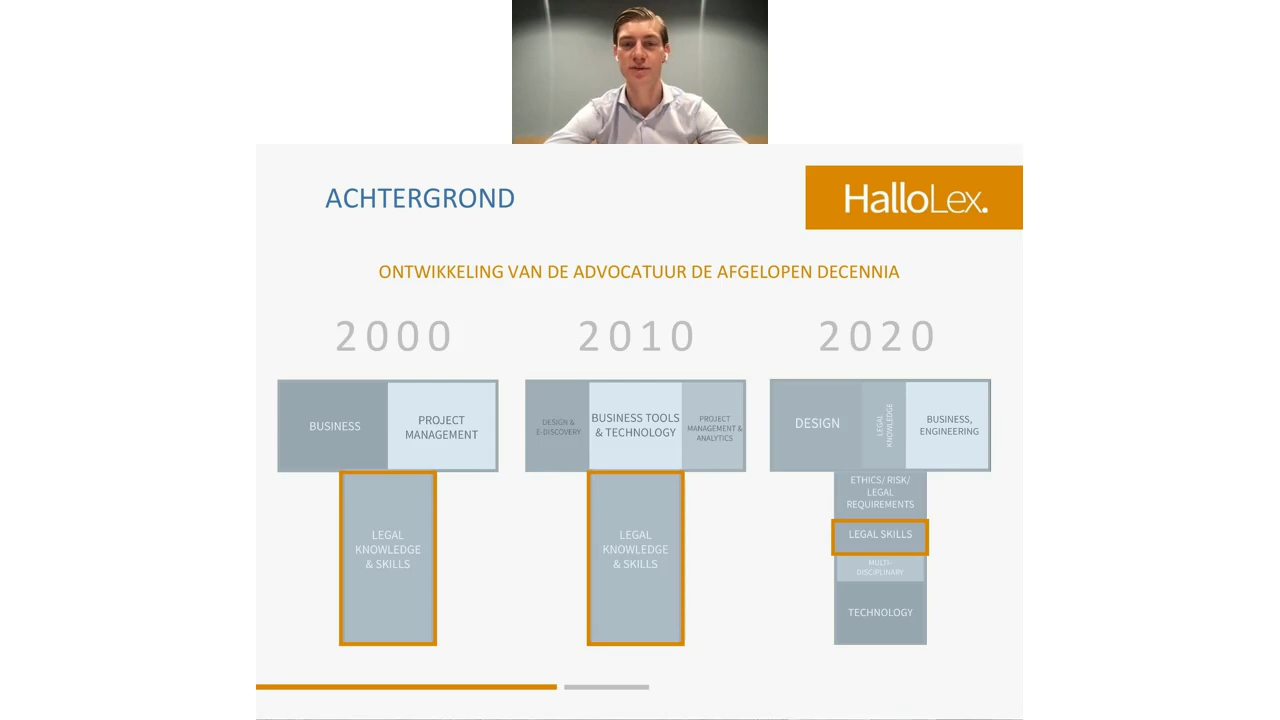 ACHTERGROND
HalloLex.
ONTWIKKELING VAN DE ADVOCATUUR DE AFGELOPEN DECENNIA
2000
2010
2020
BUSINESS
PROJECT
MANAGEMENT
LEGAL
KNOWLEDGE
& SKILLS
DESIGN &
E-DISCOVERY
BUSINESS TOOLS
& TECHNOLOGY
PROJECT
MANAGEMENT &
ANALYTICS
LEGAL
KNOWLEDGE
& SKILLS
DESIGN
LEGAL
KNOWLEDGE
BUSINESS,
ENGINEERING
ETHICS/ RISK/
LEGAL
REQUIREMENTS
LEGAL SKILLS
MULTI-
DISCIPLINARY
TECHNOLOGY